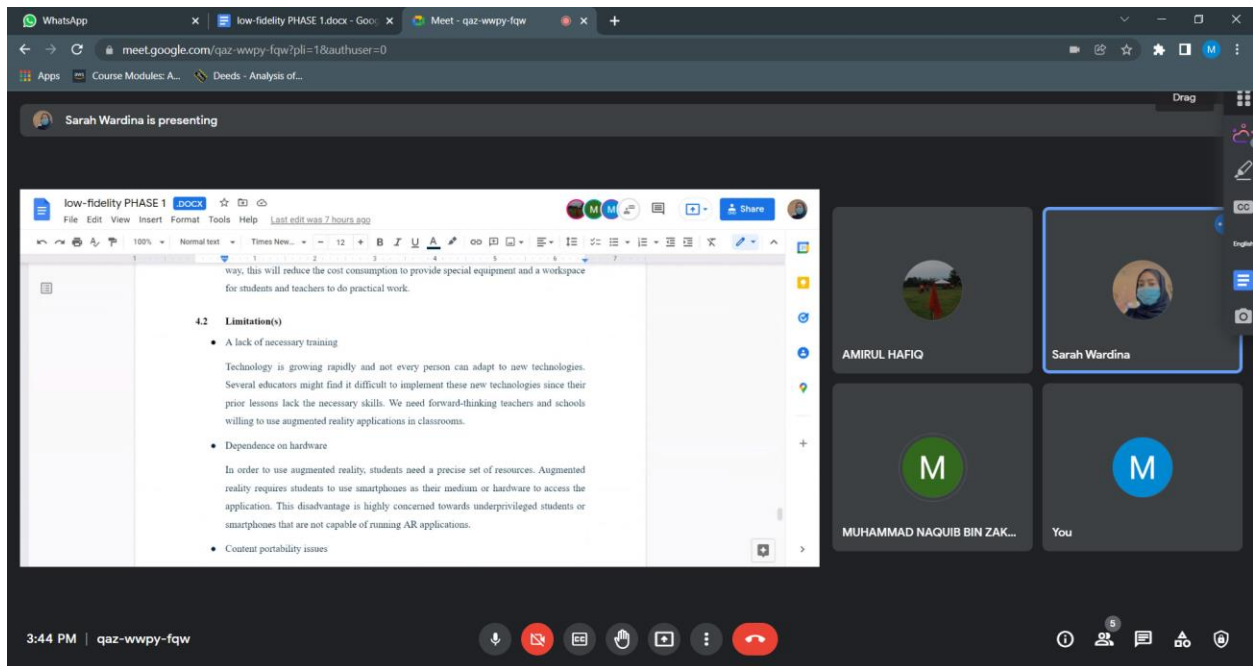 WhatsApp
low-fidelity PHASE 1.docx - Goog
Meet - qaz-wwpy-fqw
meet.google.com/qaz-wwpy-fqw?pli=1&authuser=0
M
Apps
Course Modules: A...
Deeds - Analysis of...
Drag
Sarah Wardina is presenting
low-fidelity PHASE 1 .DOCX
File Edit View Insert Format Tools Help Last edit was 7 hours ago
M M
Share
100% Normal text Times New... - 12 + B I U A
1 1 2 3 4 5 6 7
way, this will reduce the cost consumption to provide special equipment and a workspace
for students and teachers to do practical work.
4.2 Limitation(s)
• A lack of necessary training
Technology is growing rapidly and not every person can adapt to new technologies.
Several educators might find it difficult to implement these new technologies since their
prior lessons lack the necessary skills. We need forward-thinking teachers and schools
willing to use augmented reality applications in classrooms.
• Dependence on hardware
In order to use augmented reality, students need a precise set of resources. Augmented
reality requires students to use smartphones as their medium or hardware to access the
application. This disadvantage is highly concerned towards underprivileged students or
smartphones that are not capable of running AR applications.
• Content portability issues
AMIRUL HAFIQ
Sarah Wardina
M
MUHAMMAD NAQUIB BIN ZAK...
M
You
CC
English
3:44 PM | qaz-wwpy-fqw
CC
5